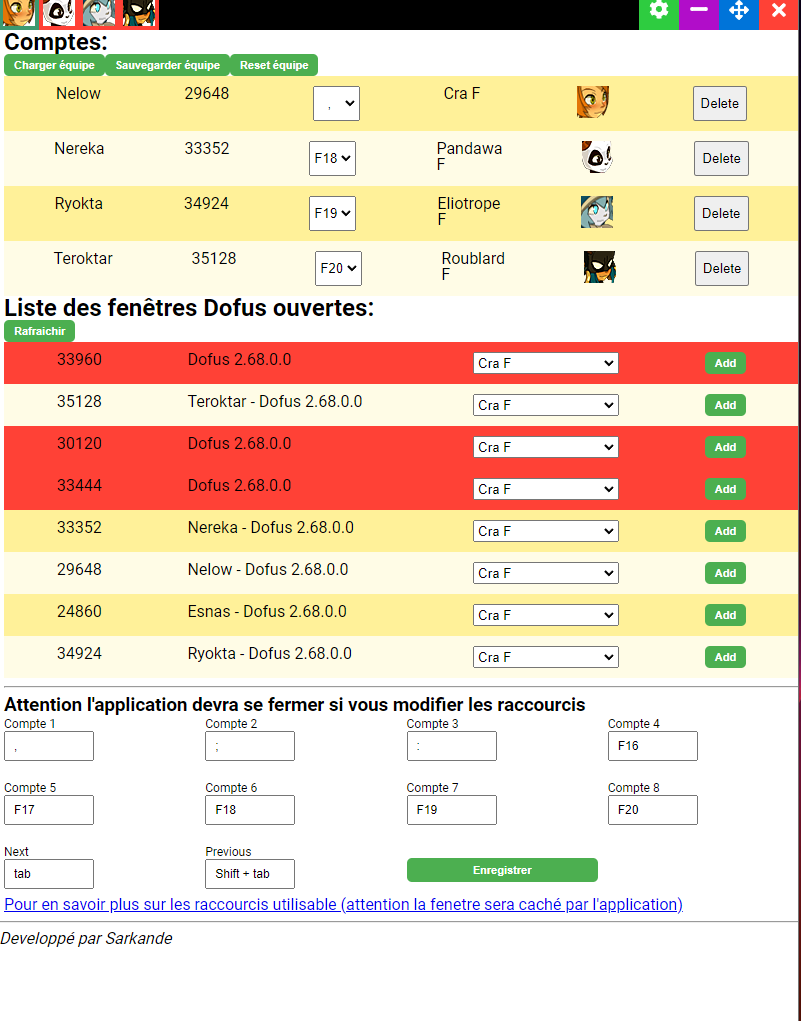 Comptes:
Charger équipe Sauvegarder équipe Reset équipe
Nelow 29648 , Cra F Delete
Nereka 33352 F18 Pandawa F Delete
Ryokta 34924 F19 Eliotrope F Delete
Teroktar 35128 F20 Roublard F Delete
Liste des fenêtres Dofus ouvertes:
Rafraichir
33960 Dofus 2.68.0.0 Cra F Add
35128 Teroktar - Dofus 2.68.0.0 Cra F Add
30120 Dofus 2.68.0.0 Cra F Add
33444 Dofus 2.68.0.0 Cra F Add
33352 Nereka - Dofus 2.68.0.0 Cra F Add
29648 Nelow - Dofus 2.68.0.0 Cra F Add
24860 Esnas - Dofus 2.68.0.0 Cra F Add
34924 Ryokta - Dofus 2.68.0.0 Cra F Add
Attention l'application devra se fermer si vous modifier les raccourcis
Compte 1 Compte 2 Compte 3 Compte 4
, ; : F16
Compte 5 Compte 6 Compte 7 Compte 8
F17 F18 F19 F20
Next Previous
tab Shift + tab Enregistrer
Pour en savoir plus sur les raccourcis utilisable (attention la fenetre sera caché par l'application)
Developpé par Sarkande